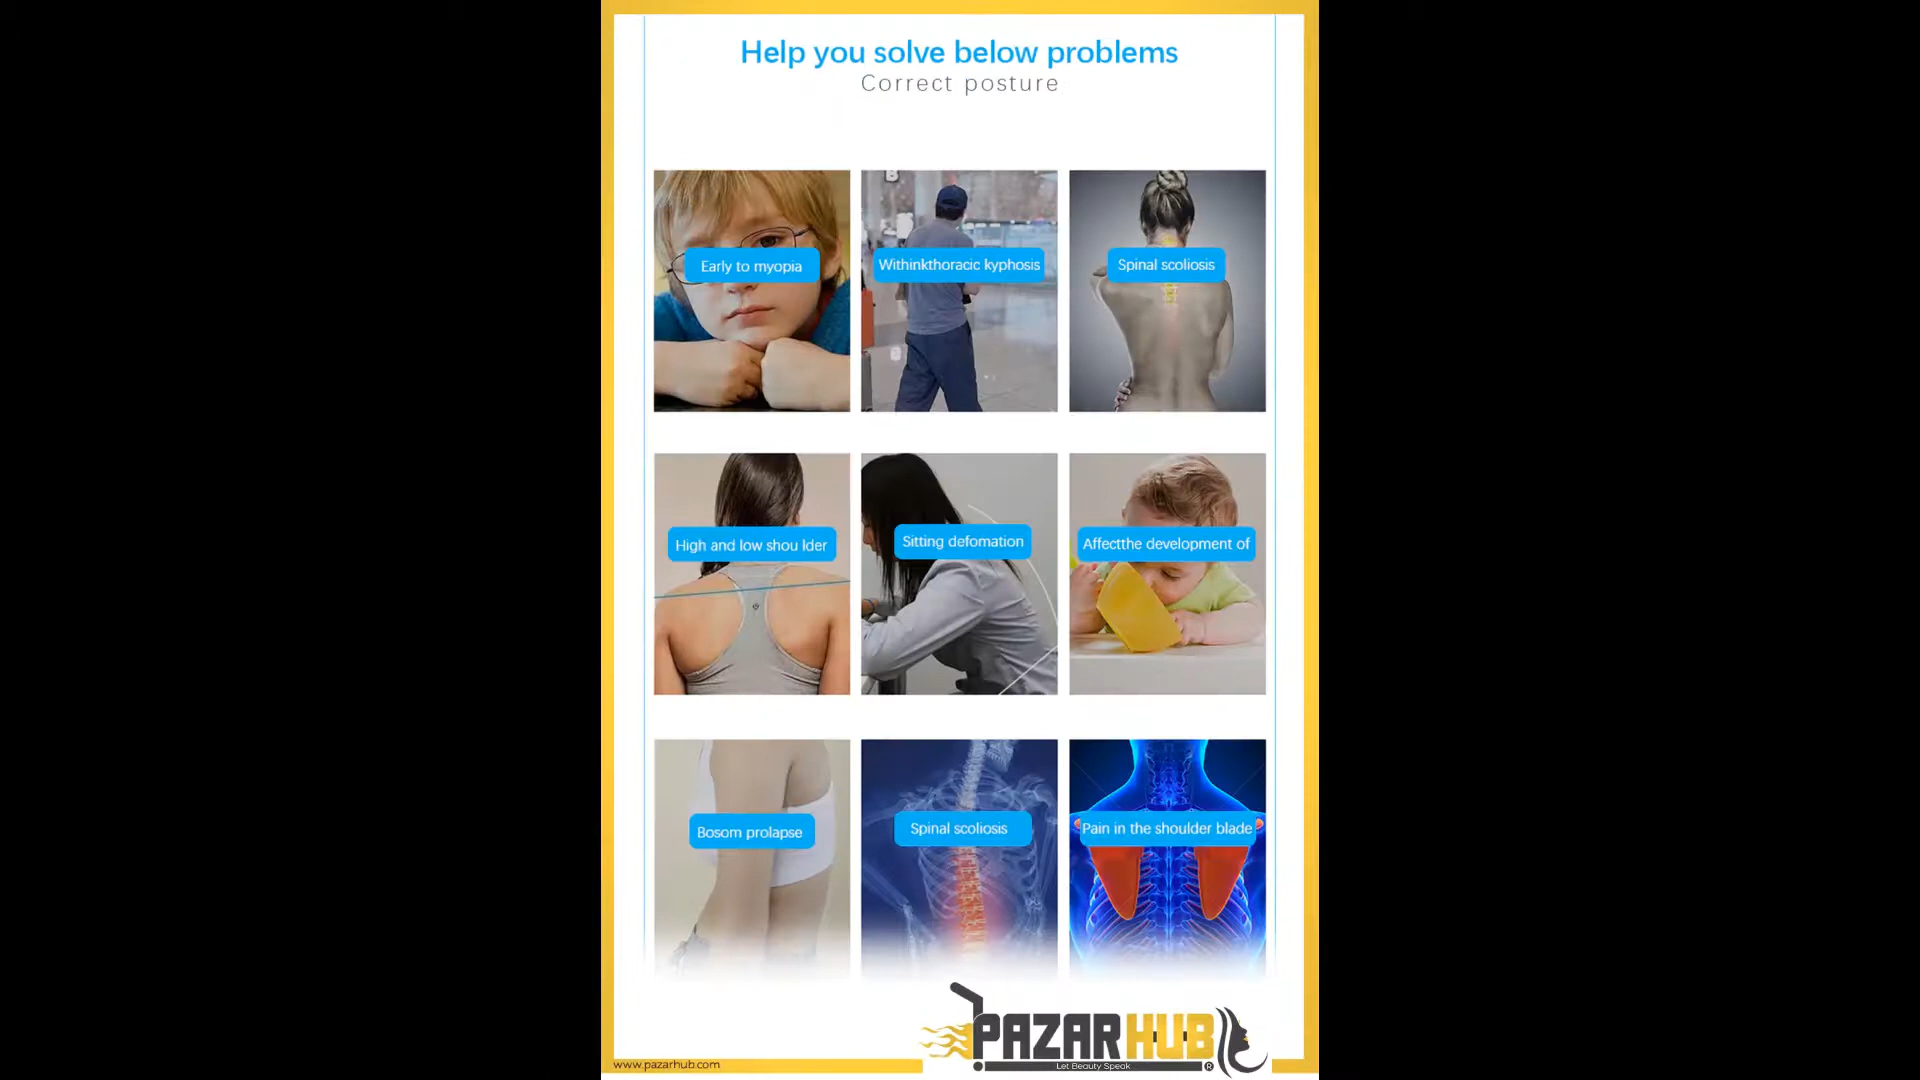 Help you solve below problems
Correct posture
B
Early to myopia
Withinkthoracic kyphosis
Spinal scoliosis
High and low shou lder
Sitting defomation
Affectthe development of
Bosom prolapse
Spinal scoliosis
Pain in the shoulder blade
PAZARHUB
Let Beauty Speak
®
www.pazarhub.com